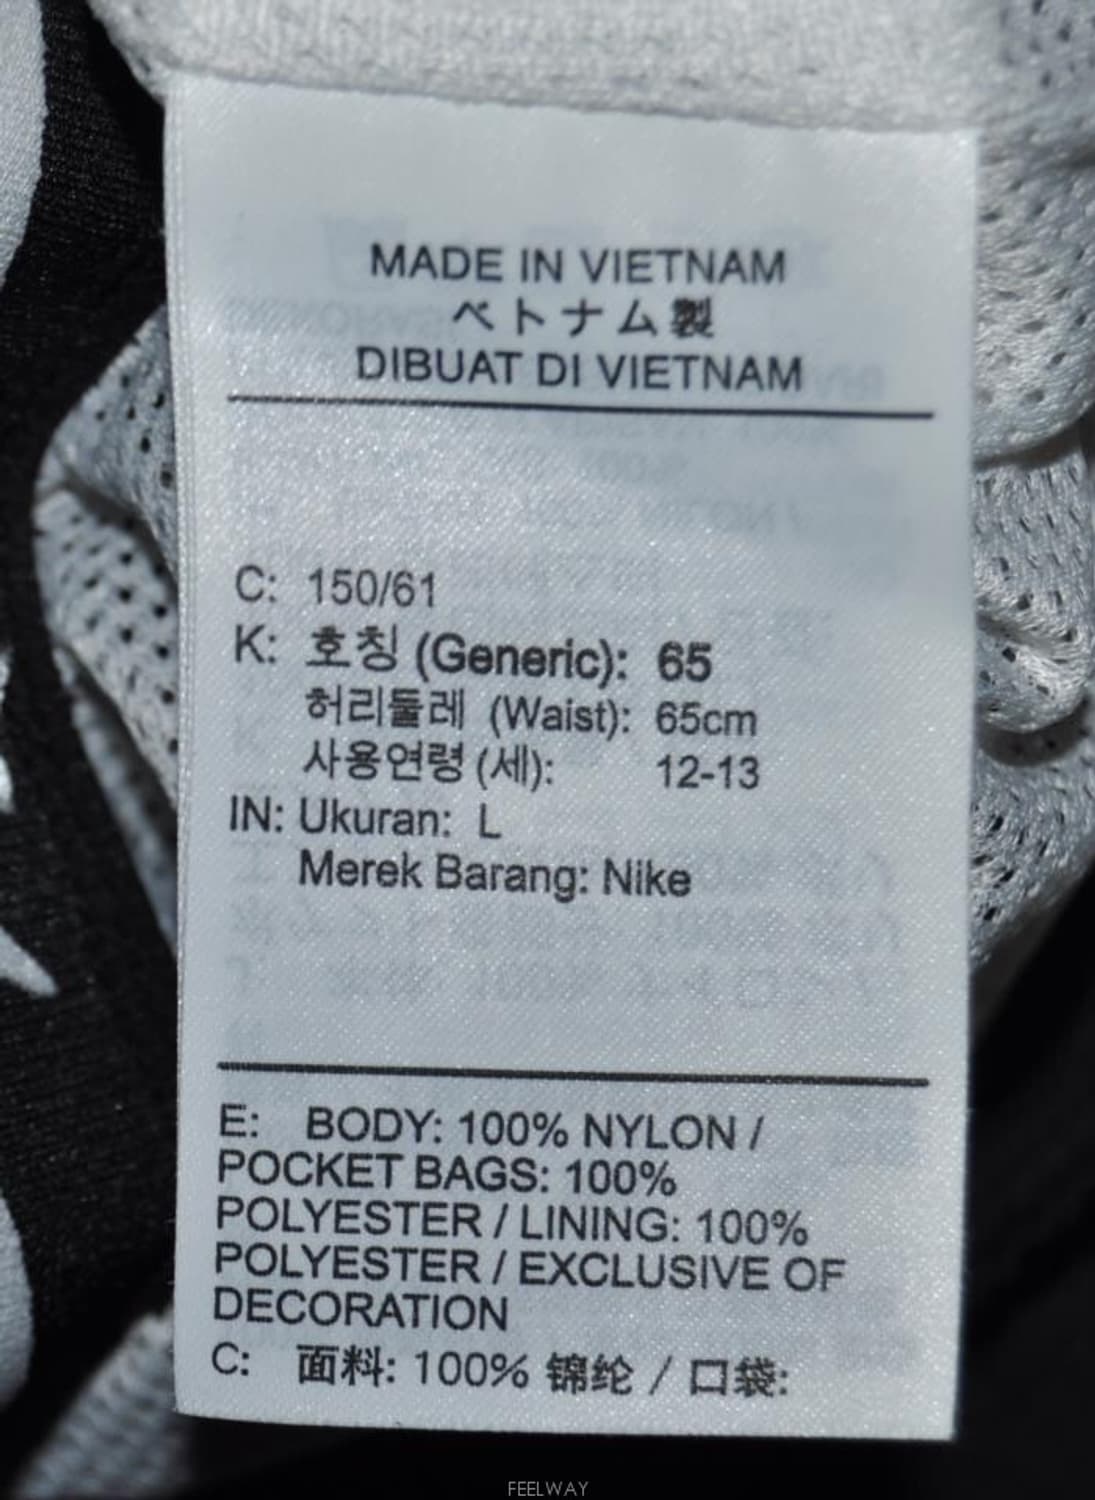 MADE IN VIETNAM
ベトナム製
DIBUAT DI VIETNAM
C: 150/61
K: 호칭 (Generic): 65
허리둘레 (Waist): 65cm
사용연령 (세): 12-13
IN: Ukuran: L
Merek Barang: Nike
E: BODY: 100% NYLON /
POCKET BAGS: 100%
POLYESTER / LINING: 100%
POLYESTER / EXCLUSIVE OF
DECORATION
C: 面料: 100% 锦纶 / 口袋:
FEELWAY